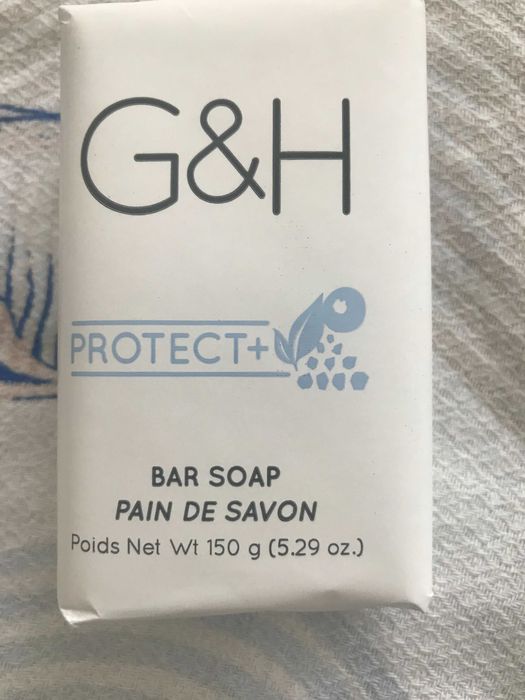 G&H
PROTECT+
BAR SOAP
PAIN DE SAVON
Poids Net Wt 150 g (5.29 oz.)